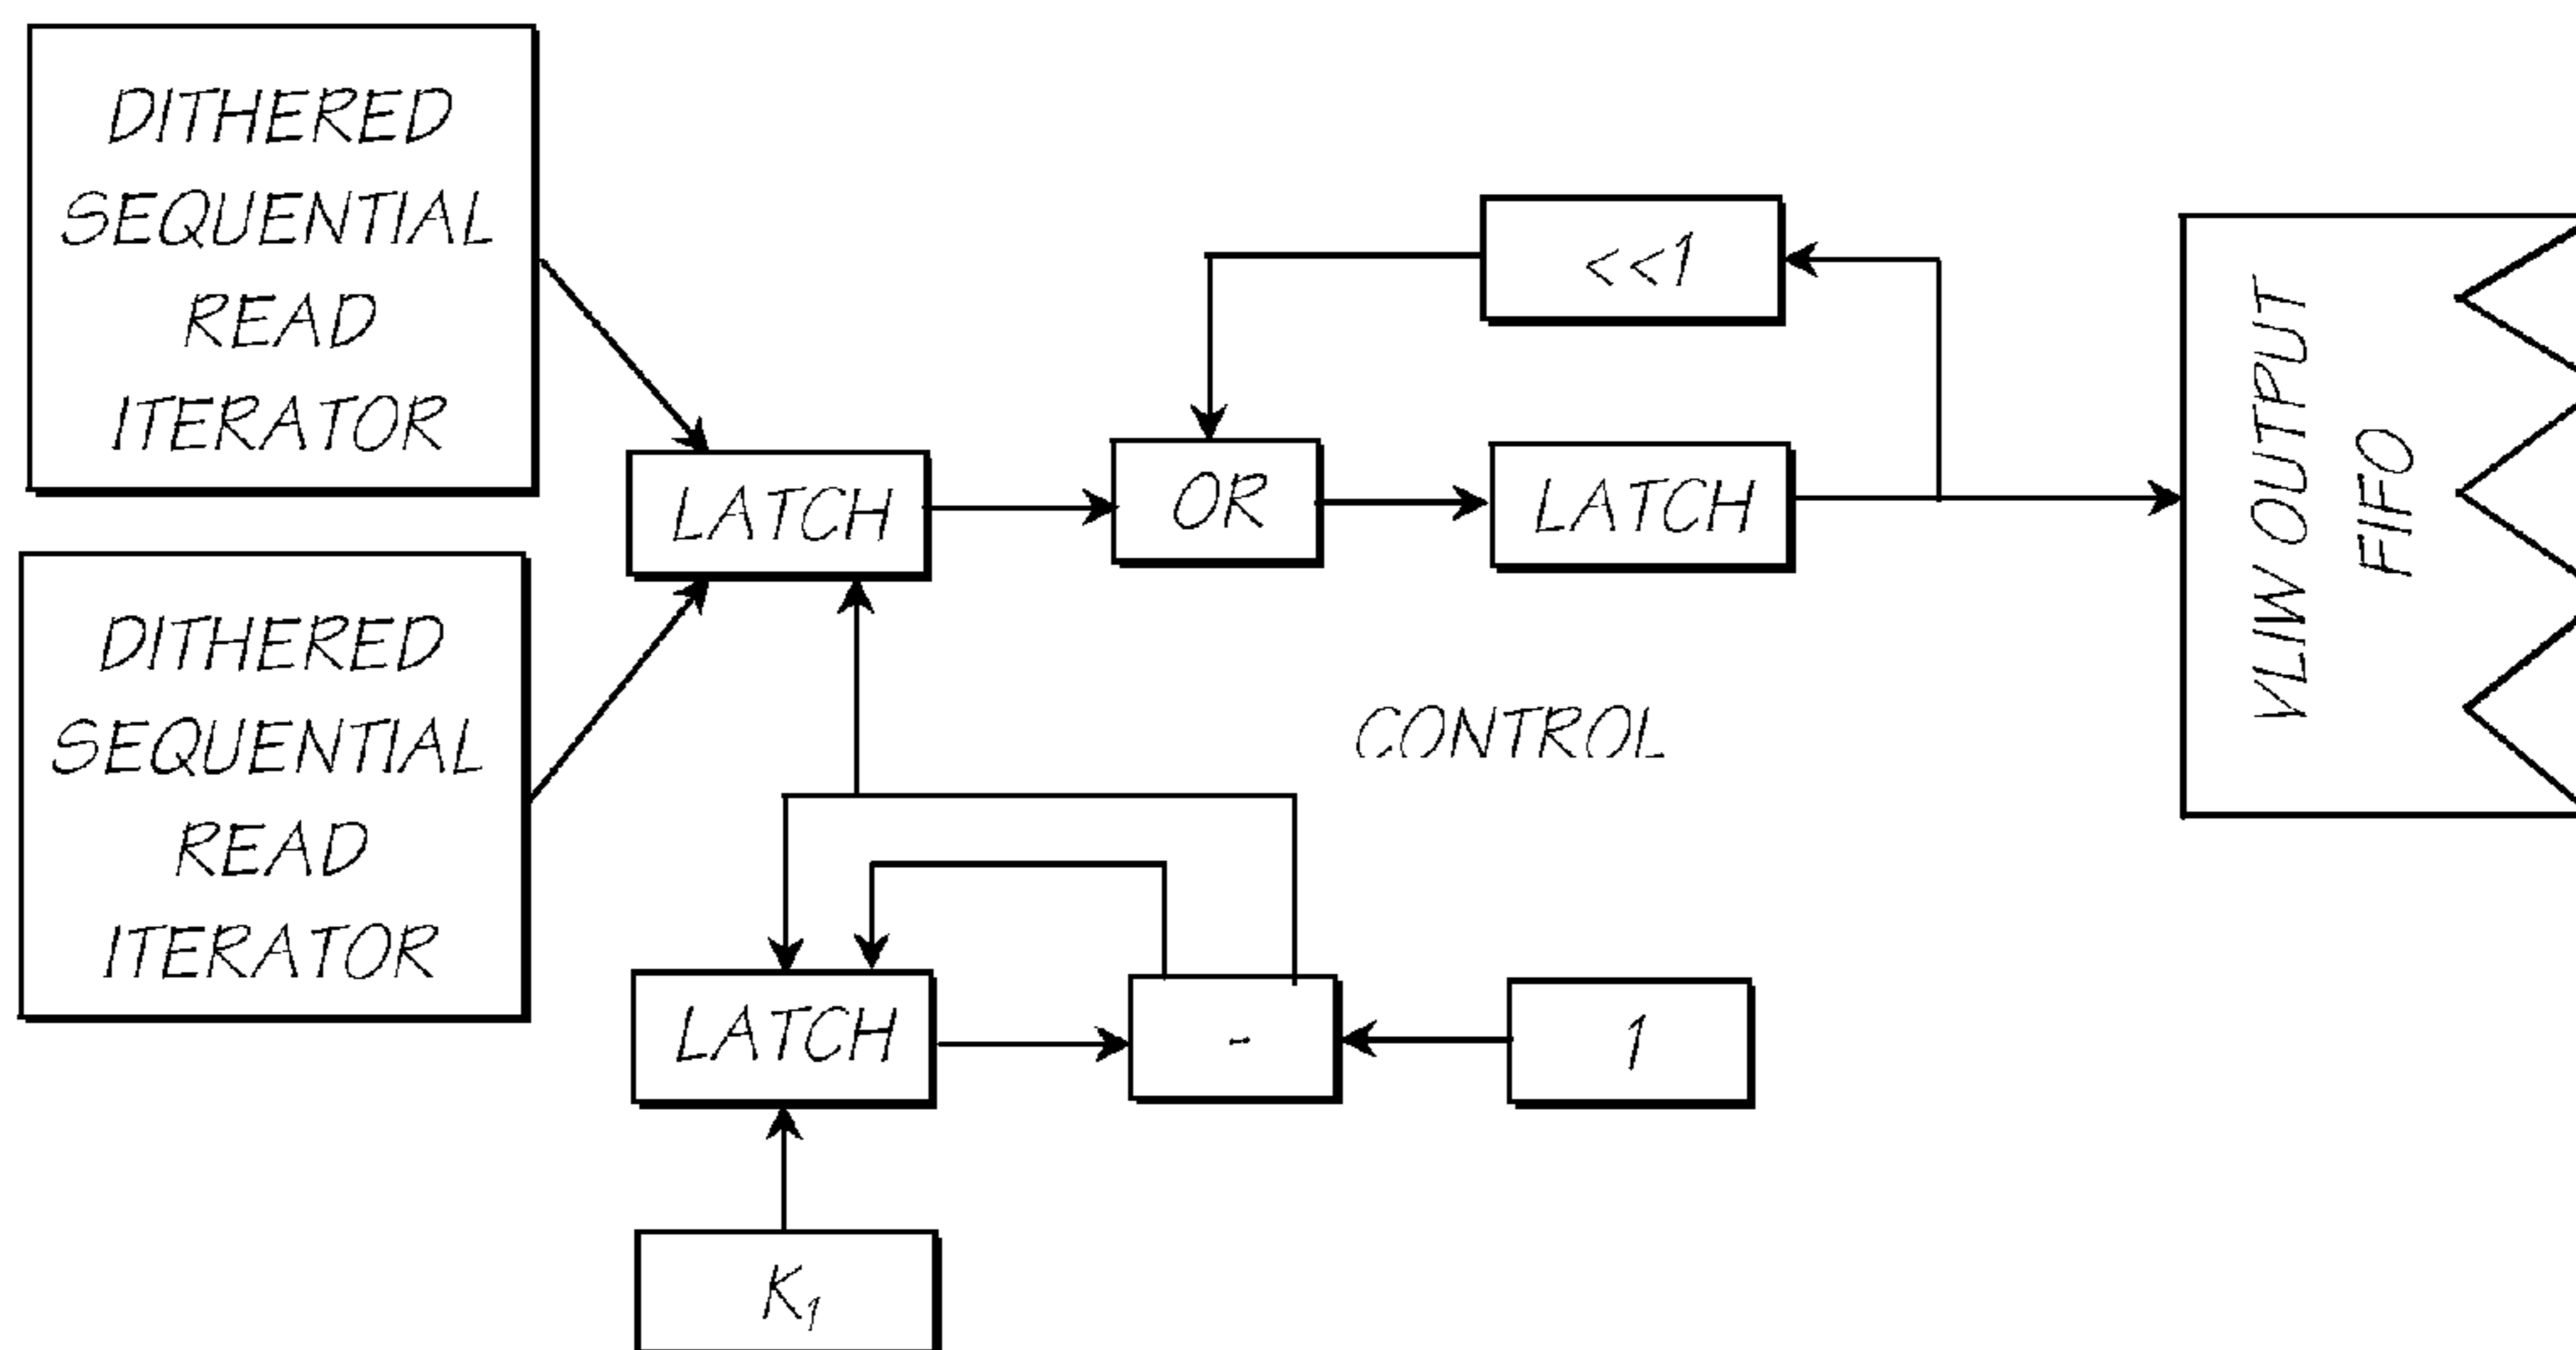 DITHERED
SEQUENTIAL
READ
ITERATOR
<<1
LATCH
OR
LATCH
VLIW OUTPUT
FIFO
DITHERED
SEQUENTIAL
READ
ITERATOR
CONTROL
LATCH
-
1
K₁